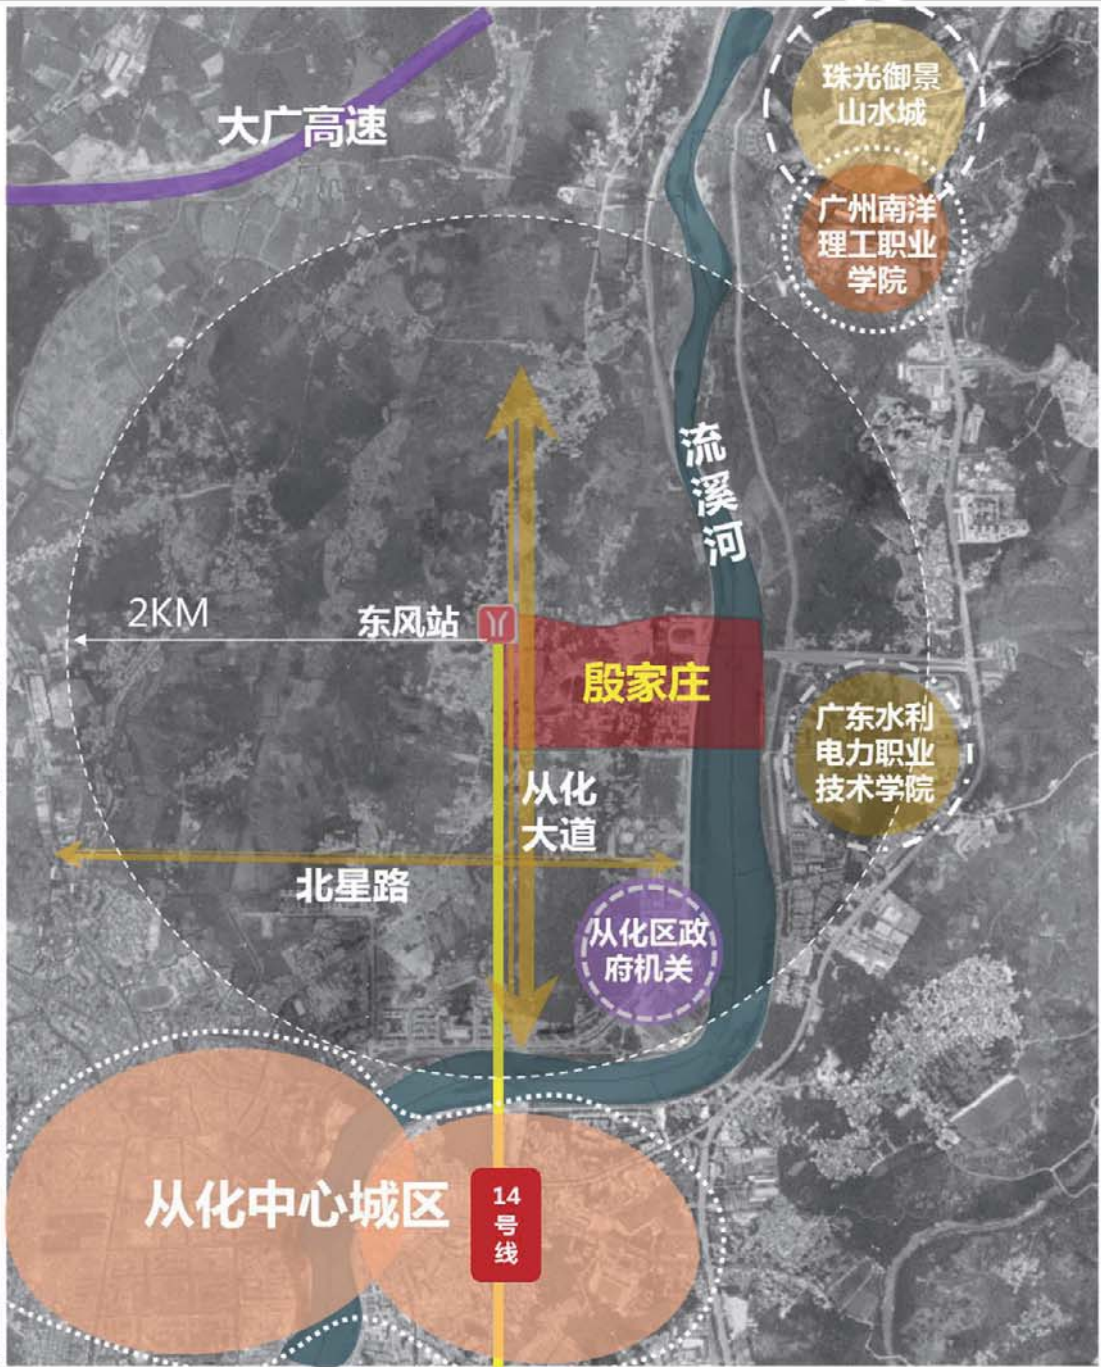 珠光御景
山水城
大广高速
广州南洋
理工职业
学院
流
溪
河
2KM
东风站
殷家庄
广东水利
电力职业
技术学院
从化
大道
北星路
从化区政
府机关
从化中心城区
14
号
线